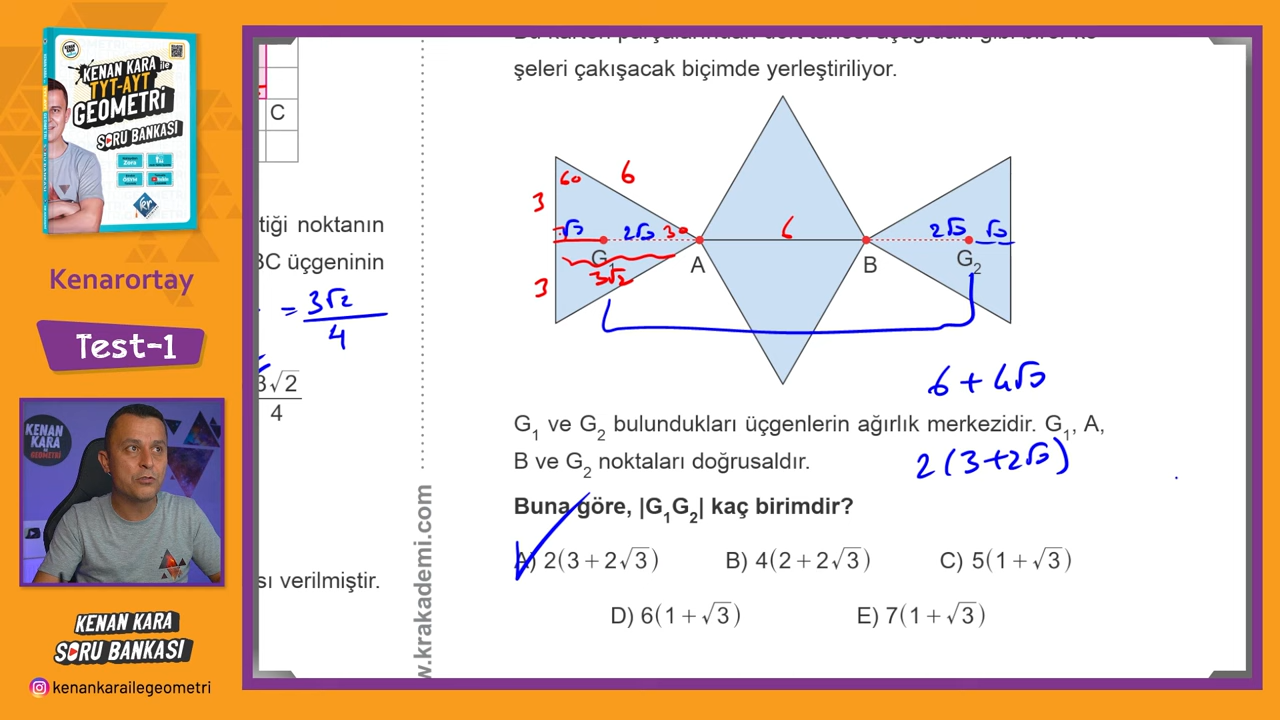 KENAN KARA ile
TYT-AYT
GEOMETRİ
SORU BANKASI
Kenarortay
Test-1
KENAN
KARA
GEOMETRİ
KENAN KARA
SORU BANKASI
kenankarailegeometri
C
tiği noktanın
BC üçgeninin
= 3√2
4
3√2
4
sı verilmiştir.
w.krakademi.com
şeleri çakışacak biçimde yerleştiriliyor.
60
6
3
√3
2√3
30
6
2√3
√3
G1
A
B
G2
3
3√2
6 + 4√3
G1 ve G2 bulundukları üçgenlerin ağırlık merkezidir. G1, A,
B ve G2 noktaları doğrusaldır.
2(3+2√3)
Buna göre, |G1G2| kaç birimdir?
A) 2(3+2√3) B) 4(2+2√3) C) 5(1+√3)
D) 6(1+√3) E) 7(1+√3)